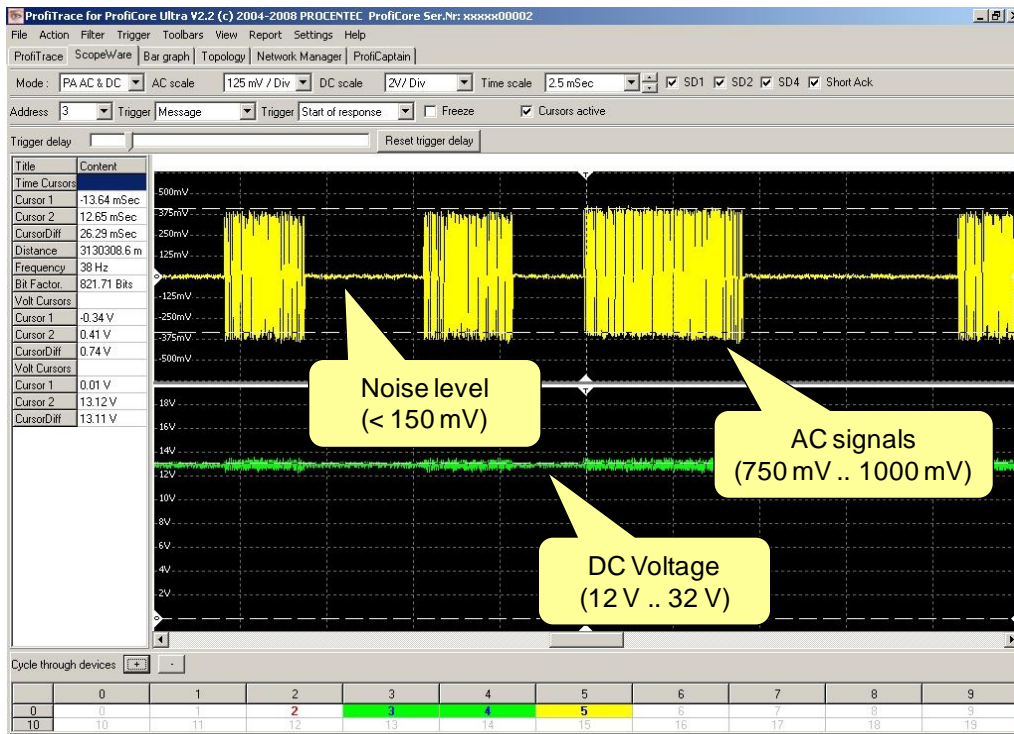 ProfiTrace for ProfiCore Ultra V2.2 (c) 2004-2008 PROCENTEC ProfiCore Ser.Nr: xxxxx00002
File Action Filter Trigger Toolbars View Report Settings Help
ProfiTrace ScopeWare Bar graph Topology Network Manager ProfiCaptain
Mode : PA AC & DC AC scale 125 mV / Div DC scale 2V/ Div Time scale 2.5 mSec SD1 SD2 SD4 Short Ack
Address 3 Trigger Message Trigger Start of response Freeze Cursors active
Trigger delay Reset trigger delay
Title Content
Time Cursors
Cursor 1 -13.64 mSec
Cursor 2 12.65 mSec
CursorDiff 26.29 mSec
Distance 3130308.6 m
Frequency 38 Hz
Bit Factor. 821.71 Bits
Volt Cursors
Cursor 1 -0.34 V
Cursor 2 0.41 V
CursorDiff 0.74 V
Volt Cursors
Cursor 1 0.01 V
Cursor 2 13.12 V
CursorDiff 13.11 V
T
500mV
375mV
250mV
125mV
0
-125mV
-250mV
-375mV
-500mV
Noise level
(< 150 mV)
AC signals
(750 mV .. 1000 mV)
T
18V
16V
14V
12V
10V
8V
6V
4V
2V
0
DC Voltage
(12 V .. 32 V)
Cycle through devices + -
0 1 2 3 4 5 6 7 8 9
0 0 1 2 3 4 5 6 7 8 9
10 10 11 12 13 14 15 16 17 18 19